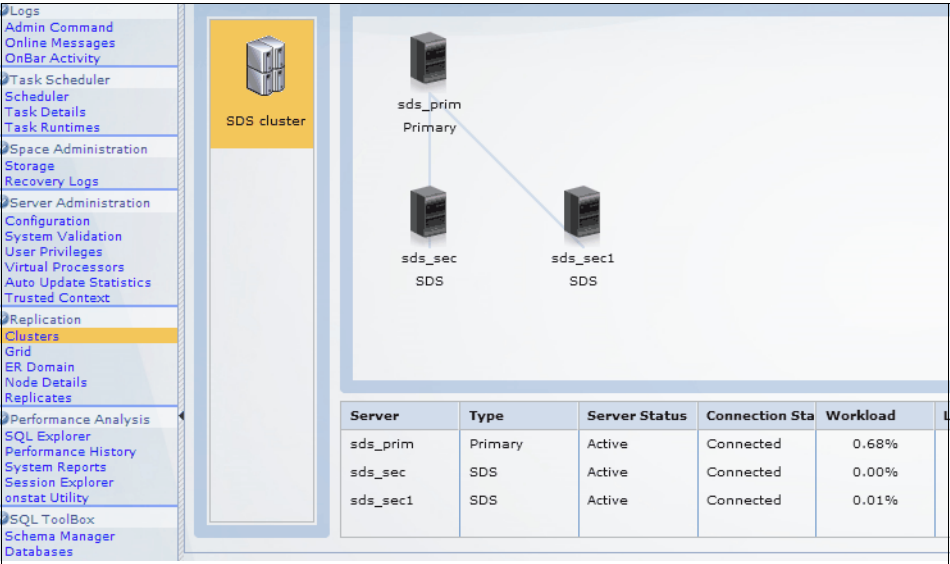 Logs
Admin Command
Online Messages
OnBar Activity
Task Scheduler
Scheduler
Task Details
Task Runtimes
Space Administration
Storage
Recovery Logs
Server Administration
Configuration
System Validation
User Privileges
Virtual Processors
Auto Update Statistics
Trusted Context
Replication
Clusters
Grid
ER Domain
Node Details
Replicates
Performance Analysis
SQL Explorer
Performance History
System Reports
Session Explorer
onstat Utility
SQL ToolBox
Schema Manager
Databases
SDS cluster
sds_prim
Primary
sds_sec
SDS
sds_sec1
SDS
Server Type Server Status Connection Sta Workload L
sds_prim Primary Active Connected 0.68%
sds_sec SDS Active Connected 0.00%
sds_sec1 SDS Active Connected 0.01%